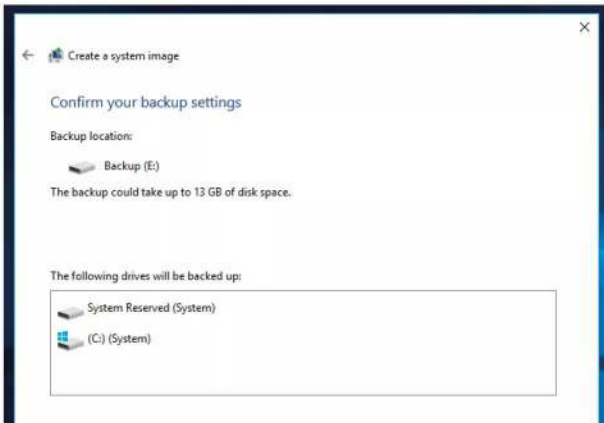 Create a system image
Confirm your backup settings
Backup location:
Backup (E:)
The backup could take up to 13 GB of disk space.
The following drives will be backed up:
System Reserved (System)
(C:) (System)